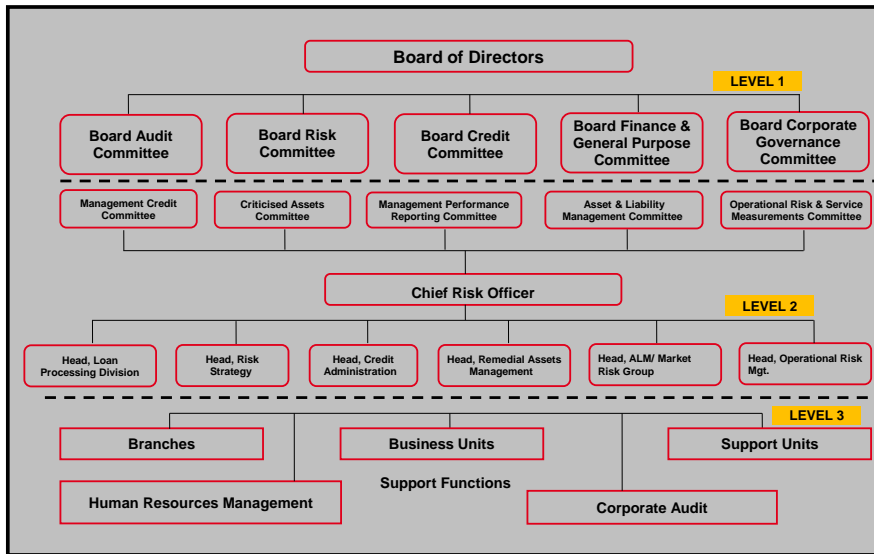 Board of Directors
LEVEL 1
Board Audit
Committee
Board Risk
Committee
Board Credit
Committee
Board Finance &
General Purpose
Committee
Board Corporate
Governance
Committee
Management Credit
Committee
Criticised Assets
Committee
Management Performance
Reporting Committee
Asset & Liability
Management Committee
Operational Risk & Service
Measurements Committee
Chief Risk Officer
LEVEL 2
Head, Loan
Processing Division
Head, Risk
Strategy
Head, Credit
Administration
Head, Remedial Assets
Management
Head, ALM/ Market
Risk Group
Head, Operational Risk
Mgt.
LEVEL 3
Branches
Business Units
Support Units
Support Functions
Human Resources Management
Corporate Audit